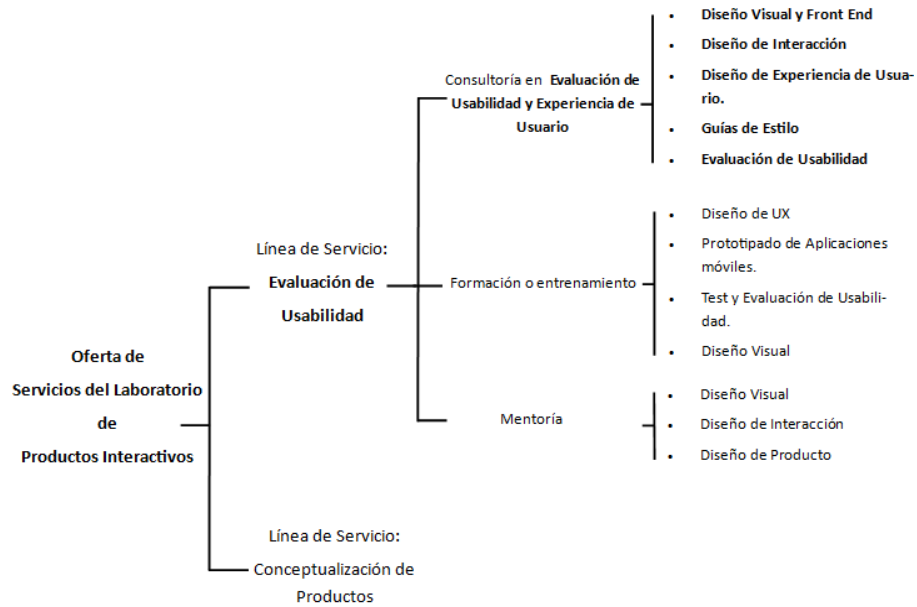 Oferta de
Servicios del Laboratorio
de
Productos Interactivos
Línea de Servicio:
Evaluación de
Usabilidad
Consultoría en Evaluación de
Usabilidad y Experiencia de
Usuario
• Diseño Visual y Front End
• Diseño de Interacción
• Diseño de Experiencia de Usua-
rio.
• Guías de Estilo
• Evaluación de Usabilidad
Formación o entrenamiento
• Diseño de UX
• Prototipado de Aplicaciones
móviles.
• Test y Evaluación de Usabili-
dad.
• Diseño Visual
Mentoría
• Diseño Visual
• Diseño de Interacción
• Diseño de Producto
Línea de Servicio:
Conceptualización de
Productos